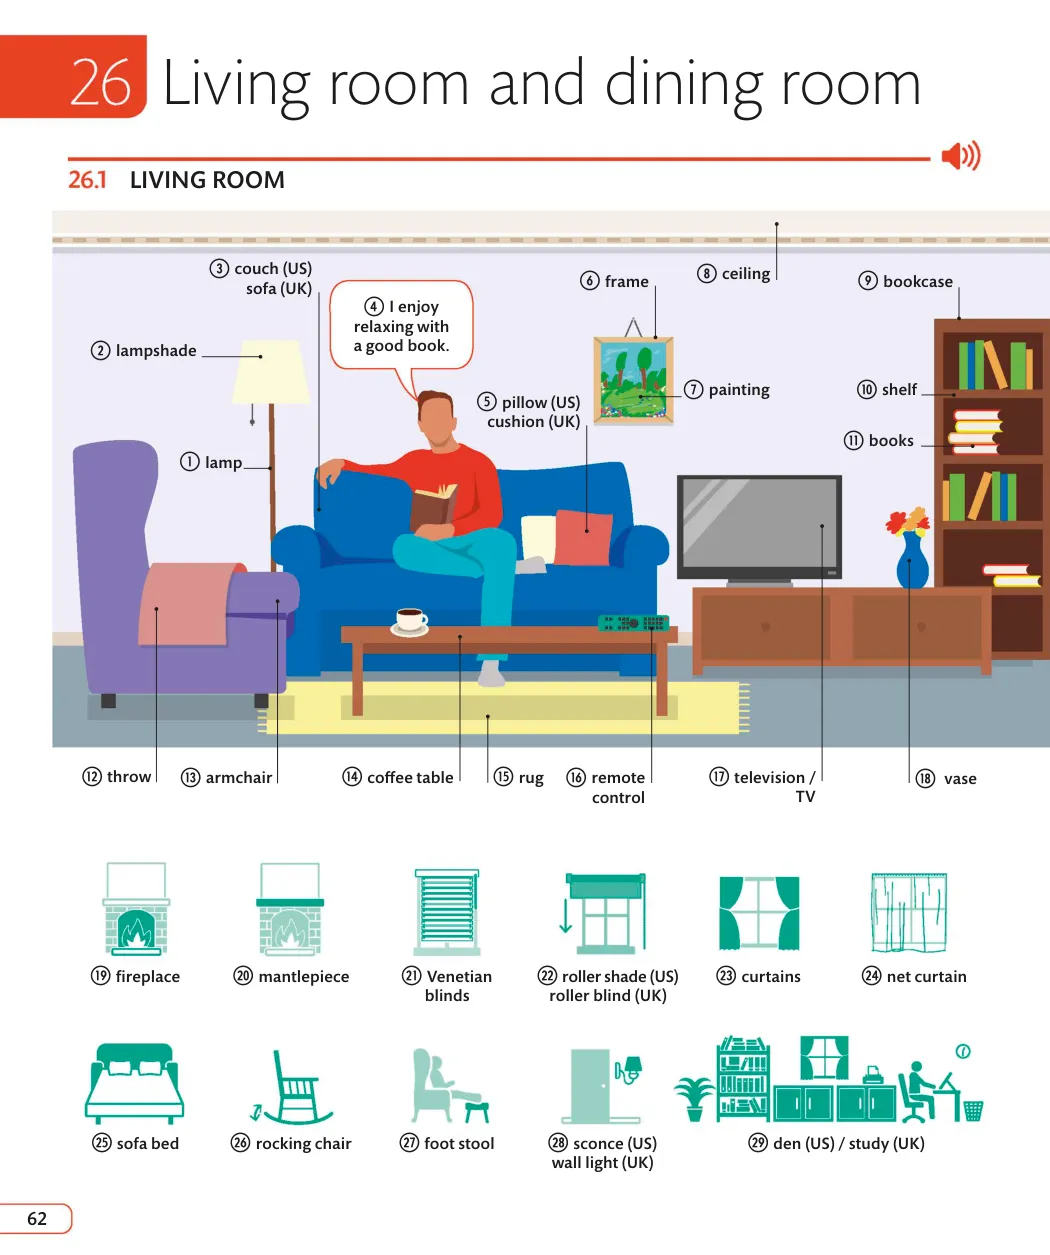 26 Living room and dining room
26.1 LIVING ROOM
③ couch (US)
sofa (UK)
④ I enjoy
relaxing with
a good book.
⑥ frame
⑧ ceiling
⑨ bookcase
② lampshade
⑤ pillow (US)
cushion (UK)
⑦ painting
⑩ shelf
⑪ books
① lamp
⑫ throw
⑬ armchair
⑭ coffee table
⑮ rug
⑯ remote
control
⑰ television /
TV
⑱ vase
⑲ fireplace
⑳ mantlepiece
㉑ Venetian
blinds
㉒ roller shade (US)
roller blind (UK)
㉓ curtains
㉔ net curtain
㉕ sofa bed
㉖ rocking chair
㉗ foot stool
㉘ sconce (US)
wall light (UK)
㉙ den (US) / study (UK)
62